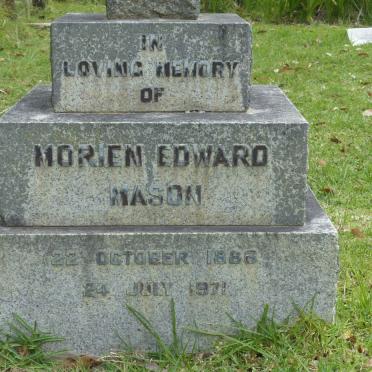 IN
LOVING MEMORY
OF
MORIEN EDWARD
MASON
22 OCTOBER 1886
24 JULY 1971